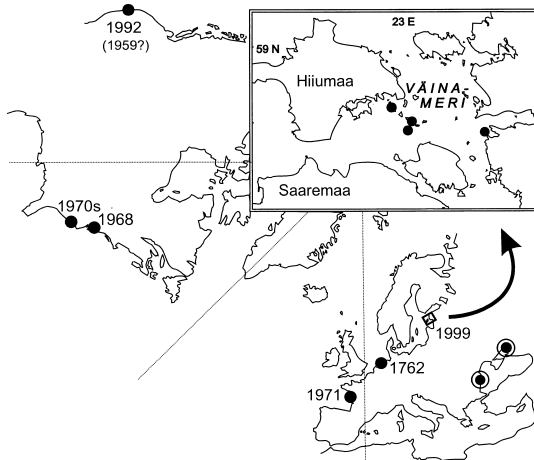 1992
(1959?)
23 E
59 N
Hiiumaa
VÄINA-
MERI
Saaremaa
1970s
1968
1999
1762
1971